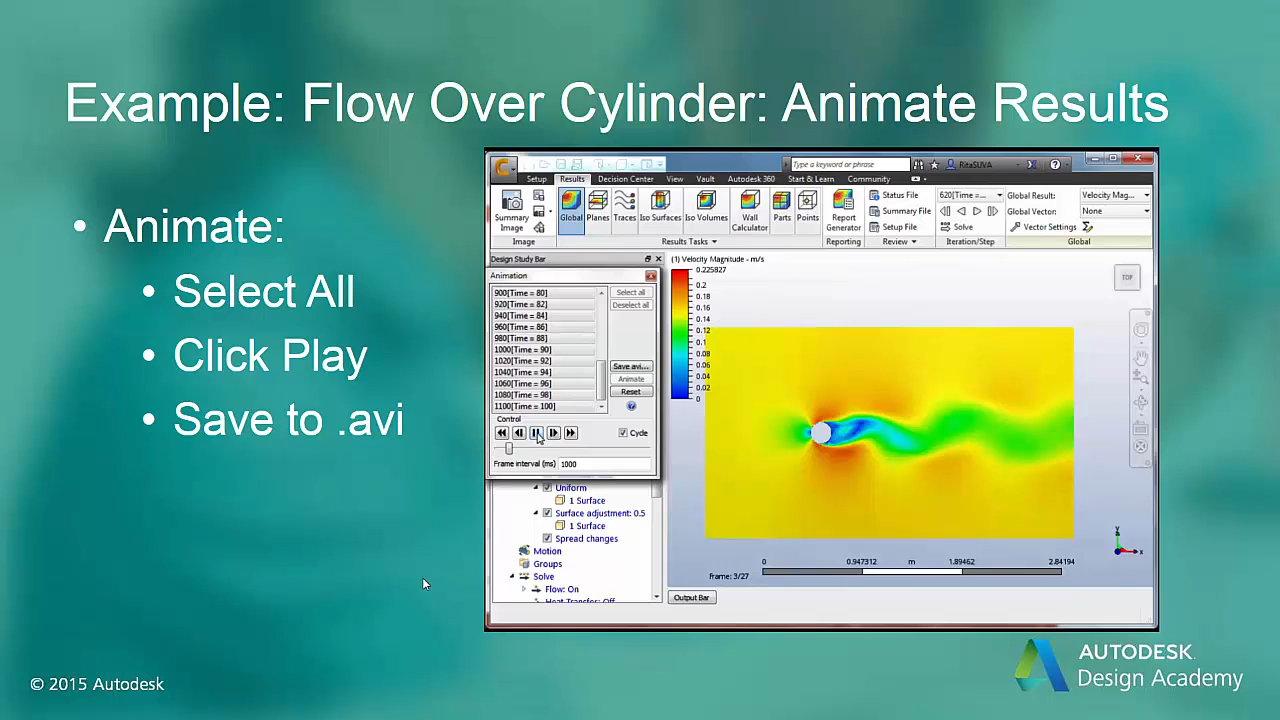 Example: Flow Over Cylinder: Animate Results
• Animate:
• Select All
• Click Play
• Save to .avi
Type a keyword or phrase
RitaSUVA
Setup Results Decision Center View Vault Autodesk 360 Start & Learn Community
Summary Image
Global
Planes
Traces
Iso Surfaces
Iso Volumes
Wall Calculator
Parts
Points
Report Generator
Status File
Summary File
Setup File
620[Time =...
Solve
Global Result: Velocity Mag...
Global Vector: None
Vector Settings
Image
Results Tasks
Reporting
Review
Iteration/Step
Global
Design Study Bar
Animation
900[Time = 80]
920[Time = 82]
940[Time = 84]
960[Time = 86]
980[Time = 88]
1000[Time = 90]
1020[Time = 92]
1040[Time = 94]
1060[Time = 96]
1080[Time = 98]
1100[Time = 100]
Select all
Deselect all
Save avi...
Animate
Reset
Control
Cycle
Frame interval (ms) 1000
Uniform
1 Surface
Surface adjustment: 0.5
1 Surface
Spread changes
Motion
Groups
Solve
Flow: On
Heat Transfer: Off
(1) Velocity Magnitude - m/s
0.225827
0.2
0.18
0.16
0.14
0.12
0.1
0.08
0.06
0.04
0.02
0
TOP
Y
X
0 0.947312 m 1.89462 2.84194
Frame: 3/27
Output Bar
© 2015 Autodesk
AUTODESK.
Design Academy